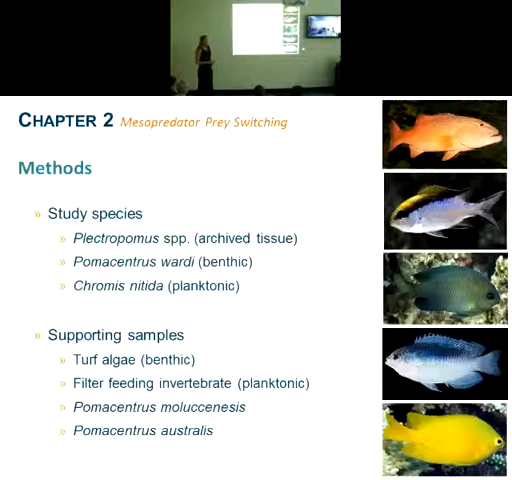 CHAPTER 2 Mesopredator Prey Switching
Methods
» Study species
» Plectropomus spp. (archived tissue)
» Pomacentrus wardi (benthic)
» Chromis nitida (planktonic)
» Supporting samples
» Turf algae (benthic)
» Filter feeding invertebrate (planktonic)
» Pomacentrus moluccenesis
» Pomacentrus australis